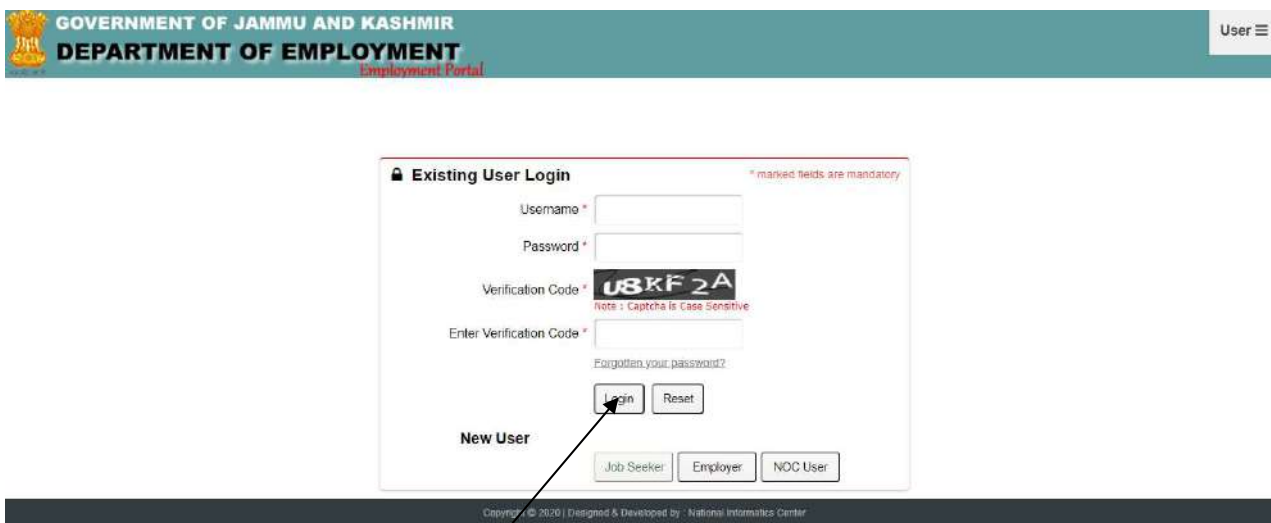 GOVERNMENT OF JAMMU AND KASHMIR
DEPARTMENT OF EMPLOYMENT
Employment Portal
User ☰
Existing User Login * marked fields are mandatory
Username *
Password *
Verification Code * U8KF2A
Note : Captcha is Case Sensitive
Enter Verification Code *
Forgotten your password?
Login Reset
New User
Job Seeker Employer NOC User
Copyright © 2020 | Designed & Developed by : National Informatics Center